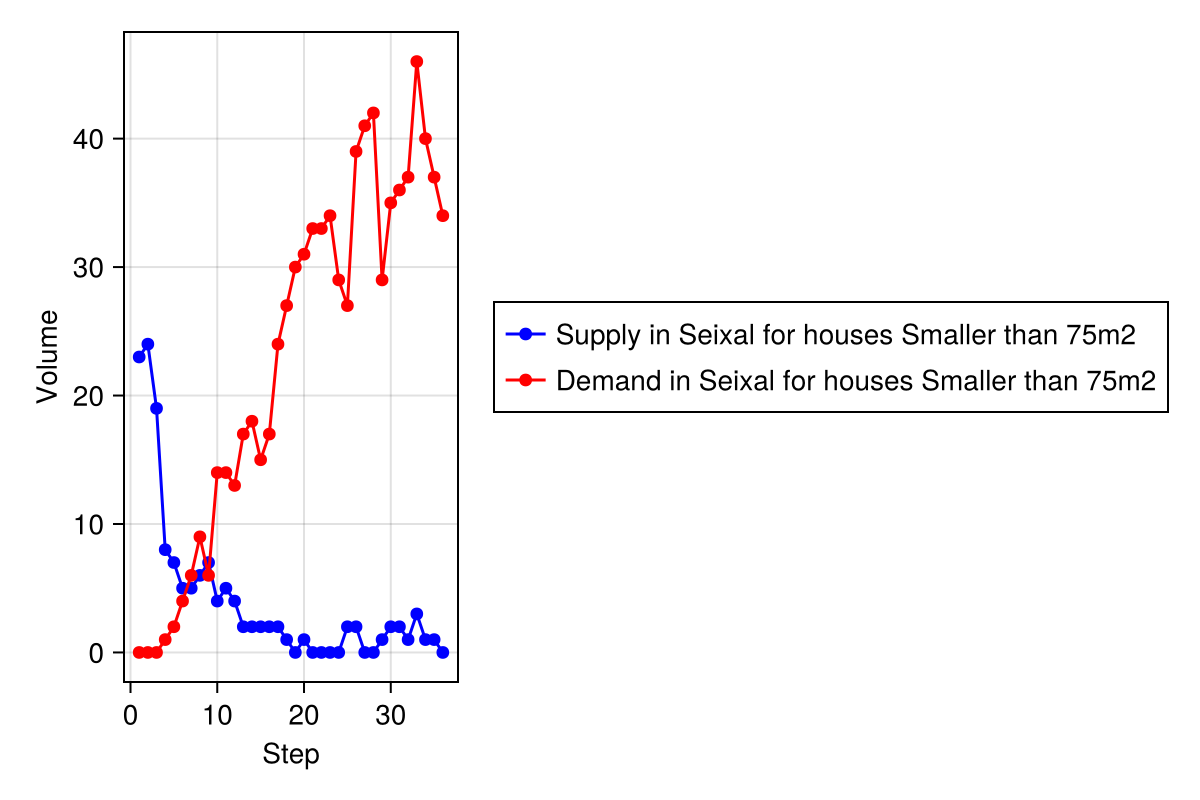 Volume
40
30
20
10
0
0 10 20 30
Step
Supply in Seixal for houses Smaller than 75m2
Demand in Seixal for houses Smaller than 75m2